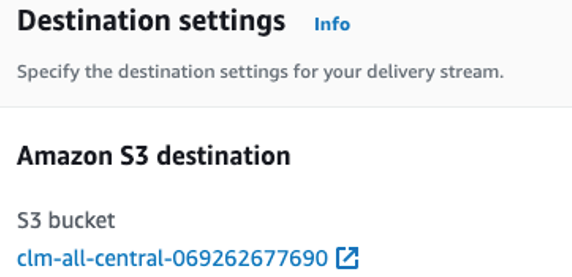 Destination settings Info
Specify the destination settings for your delivery stream.
Amazon S3 destination
S3 bucket
clm-all-central-069262677690